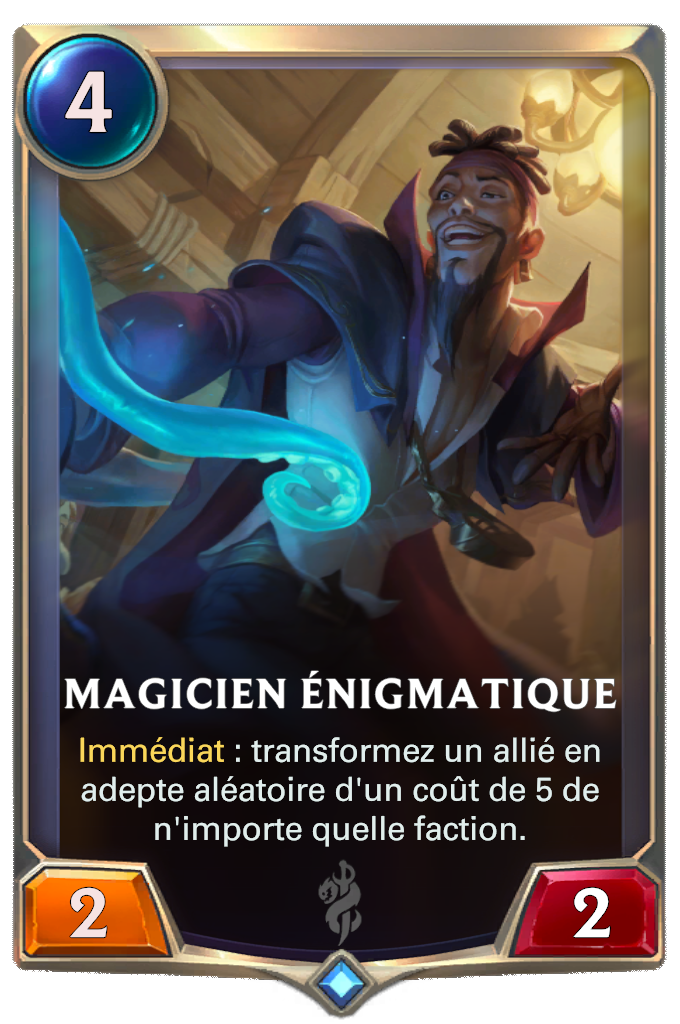 4
MAGICIEN ÉNIGMATIQUE
Immédiat : transformez un allié en
adepte aléatoire d'un coût de 5 de
n'importe quelle faction.
2
2